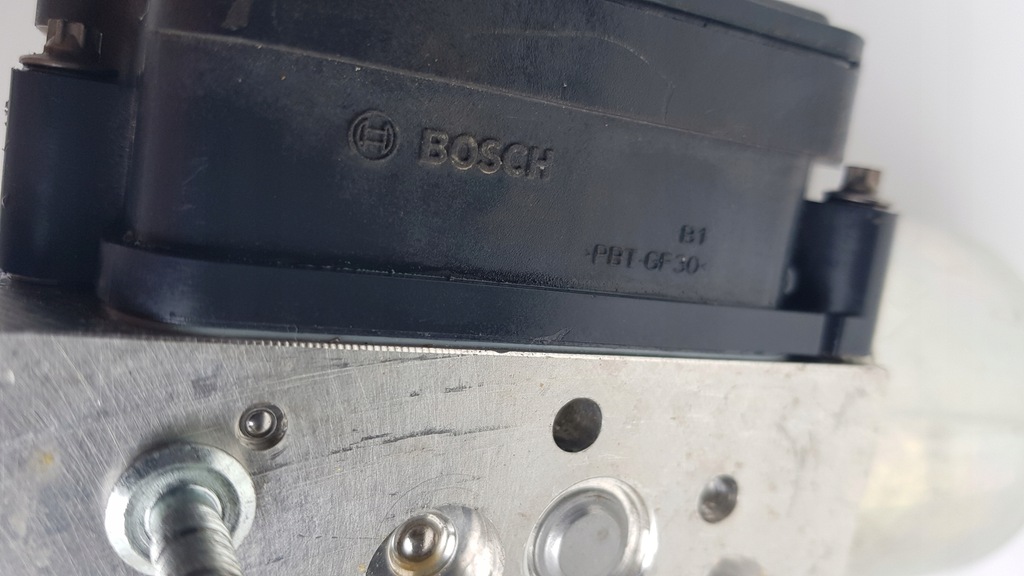 BOSCH
B1
>PBT-GF30<